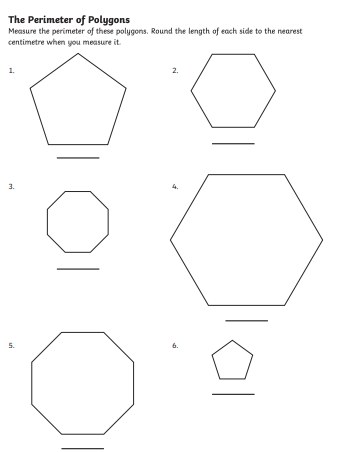 The Perimeter of Polygons
Measure the perimeter of these polygons. Round the length of each side to the nearest
centimetre when you measure it.
1.
2.
3.
4.
5.
6.